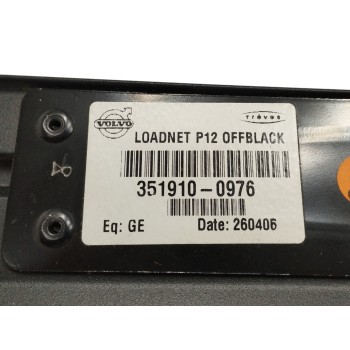 VOLVO
Trèves
LOADNET P12 OFFBLACK
351910-0976
Eq: GE Date: 260406